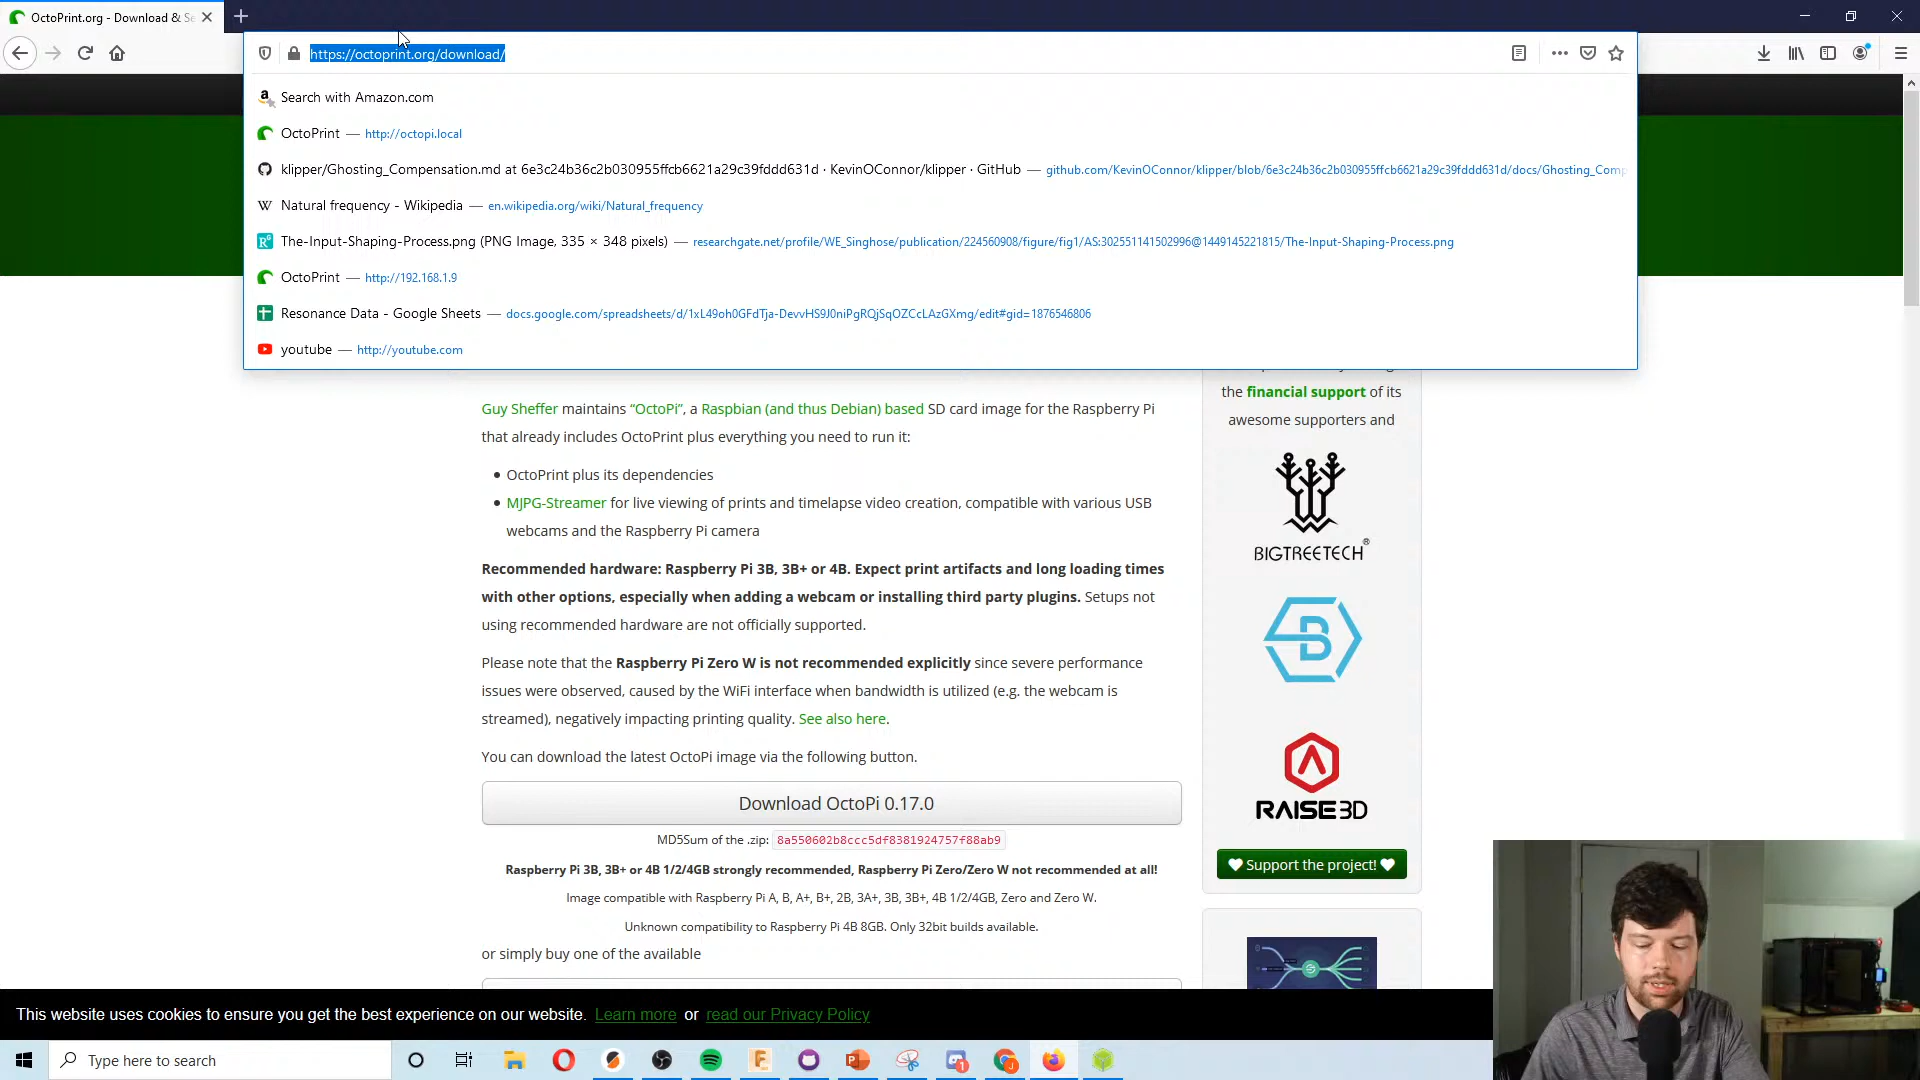 OctoPrint.org - Download & Se
https://octoprint.org/download/
Search with Amazon.com
OctoPrint — http://octopi.local
klipper/Ghosting_Compensation.md at 6e3c24b36c2b030955ffcb6621a29c39fddd631d · KevinOConnor/klipper · GitHub — github.com/KevinOConnor/klipper/blob/6e3c24b36c2b030955ffcb6621a29c39fddd631d/docs/Ghosting_Comp
Natural frequency - Wikipedia — en.wikipedia.org/wiki/Natural_frequency
The-Input-Shaping-Process.png (PNG Image, 335 × 348 pixels) — researchgate.net/profile/WE_Singhose/publication/224560908/figure/fig1/AS:302551141502996@1449145221815/The-Input-Shaping-Process.png
OctoPrint — http://192.168.1.9
Resonance Data - Google Sheets — docs.google.com/spreadsheets/d/1xL49oh0GFdTja-DevvHS9J0niPgRQjSqOZCcLAzGXmg/edit#gid=1876546806
youtube — http://youtube.com
Guy Sheffer maintains “OctoPi”, a Raspbian (and thus Debian) based SD card image for the Raspberry Pi
that already includes OctoPrint plus everything you need to run it:
• OctoPrint plus its dependencies
• MJPG-Streamer for live viewing of prints and timelapse video creation, compatible with various USB
webcams and the Raspberry Pi camera
Recommended hardware: Raspberry Pi 3B, 3B+ or 4B. Expect print artifacts and long loading times
with other options, especially when adding a webcam or installing third party plugins. Setups not
using recommended hardware are not officially supported.
Please note that the Raspberry Pi Zero W is not recommended explicitly since severe performance
issues were observed, caused by the WiFi interface when bandwidth is utilized (e.g. the webcam is
streamed), negatively impacting printing quality. See also here.
You can download the latest OctoPi image via the following button.
Download OctoPi 0.17.0
MD5Sum of the .zip: 8a550602b8ccc5df8381924757f88ab9
Raspberry Pi 3B, 3B+ or 4B 1/2/4GB strongly recommended, Raspberry Pi Zero/Zero W not recommended at all!
Image compatible with Raspberry Pi A, B, A+, B+, 2B, 3A+, 3B, 3B+, 4B 1/2/4GB, Zero and Zero W.
Unknown compatibility to Raspberry Pi 4B 8GB. Only 32bit builds available.
or simply buy one of the available
the financial support of its
awesome supporters and
BIGTREETECH®
RAISE3D
Support the project!
This website uses cookies to ensure you get the best experience on our website. Learn more or read our Privacy Policy
Type here to search